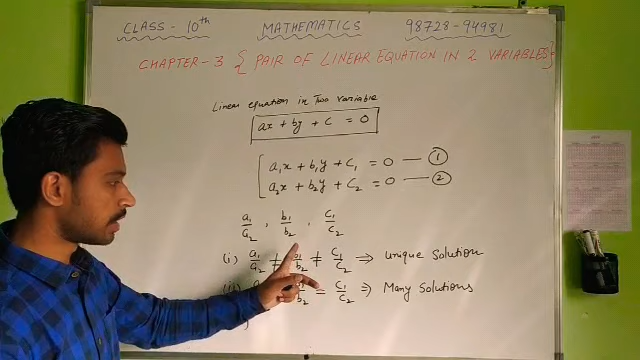 CLASS - 10th MATHEMATICS 98728-94981
CHAPTER-3 { PAIR OF LINEAR EQUATION IN 2 VARIABLES }
Linear equation in Two variable
ax + by + c = 0
a₁x + b₁y + c₁ = 0 — ①
a₂x + b₂y + c₂ = 0 — ②
a₁/a₂ , b₁/b₂ , c₁/c₂
(i) a₁/a₂ ≠ b₁/b₂ ≠ c₁/c₂ ⇒ Unique Solution
b₂ = c₁/c₂ ⇒ Many Solutions